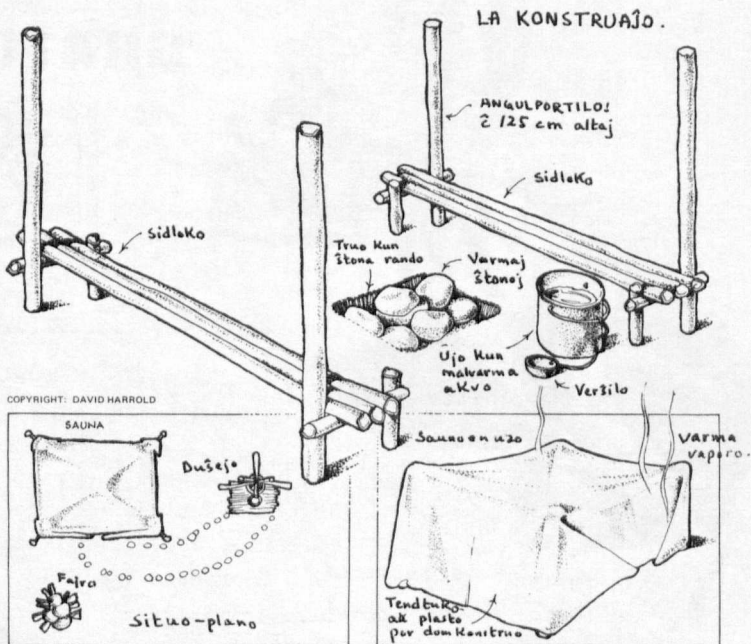 LA KONSTRUAĴO.
ANGULPORTILOJ
ĉ 125 cm altaj
sidloko
sidloko
Truo kun
ŝtona rando
Varmaj
ŝtonoj
Ujo kun
malvarma
akvo
Verŝilo
COPYRIGHT: DAVID HARROLD
SAUNA
Duŝejo
Fajro
Situo-plano
Sauno en uzo
Varma
vaporo.
Tendtuko
aŭ plasto
por domkonstruo